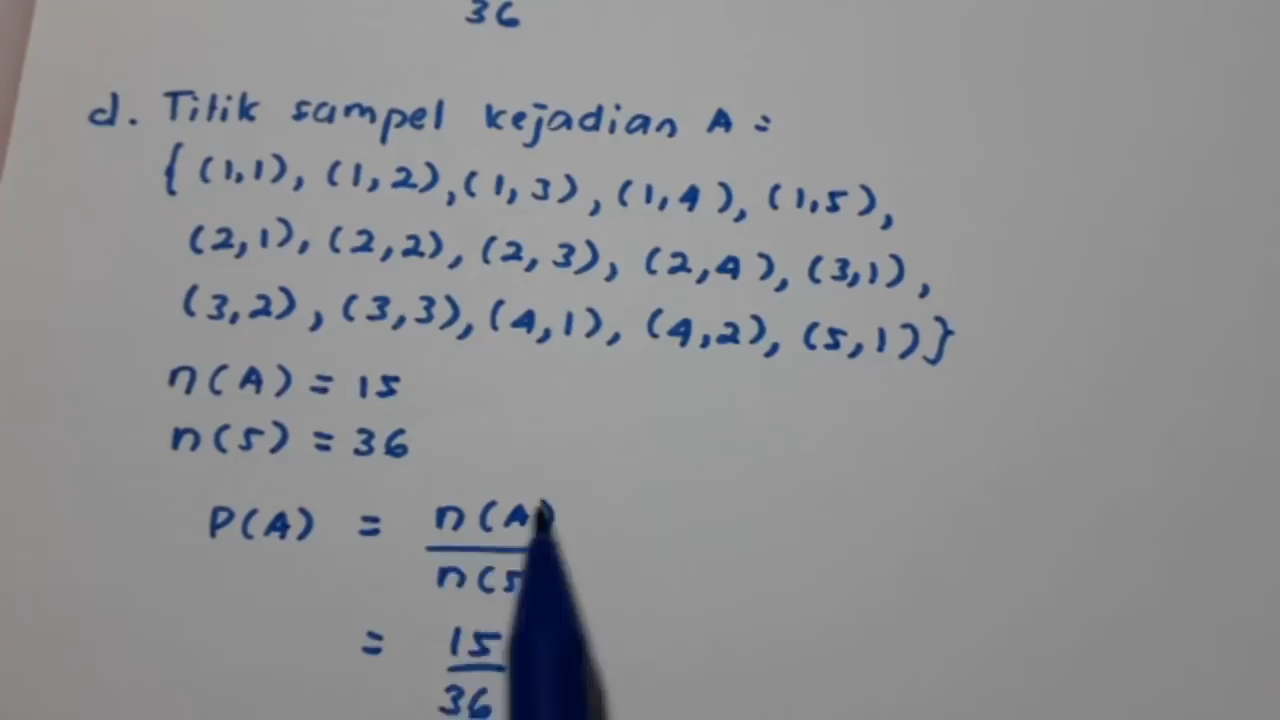 36
d. Titik sampel kejadian A =
{(1,1), (1,2), (1,3), (1,4), (1,5),
(2,1), (2,2), (2,3), (2,4), (3,1),
(3,2), (3,3), (4,1), (4,2), (5,1)}
n(A) = 15
n(S) = 36
P(A) = n(A)
n(S
= 15
36